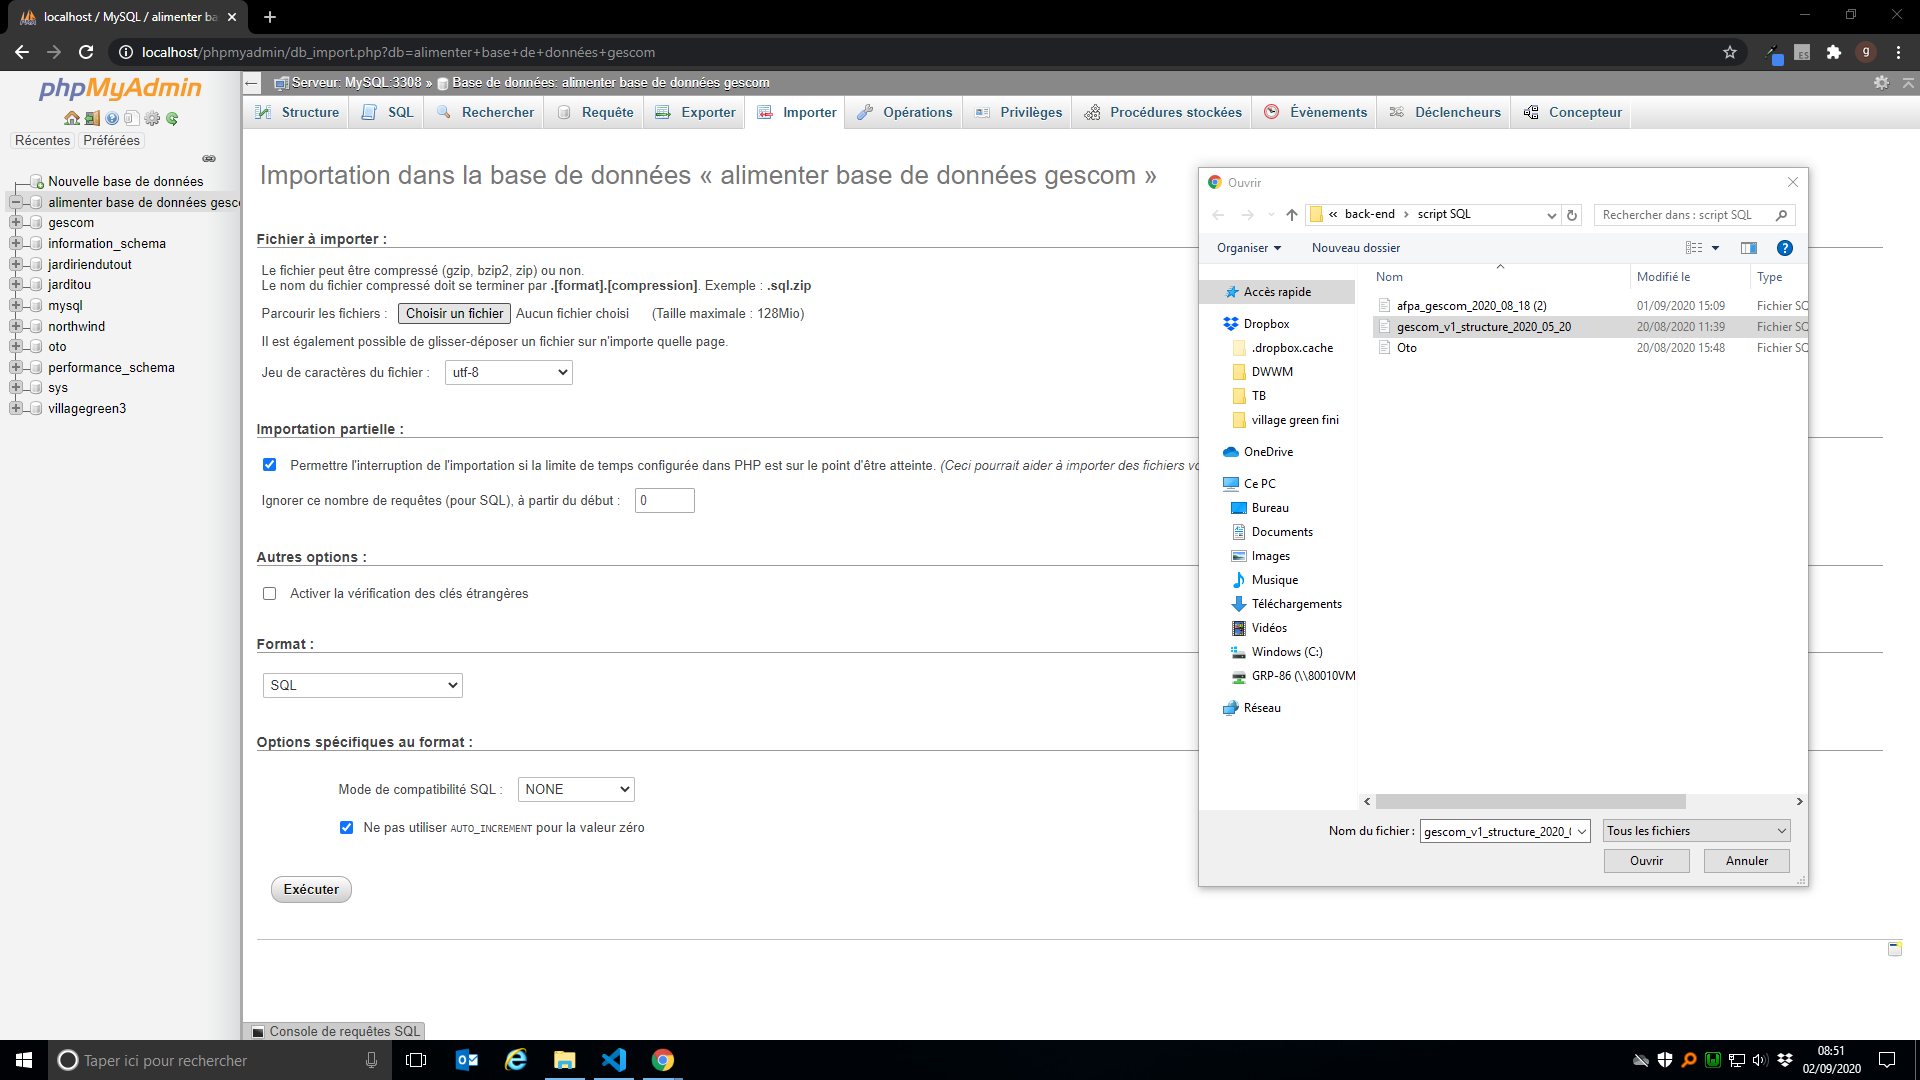 localhost / MySQL / alimenter ba
localhost/phpmyadmin/db_import.php?db=alimenter+base+de+données+gescom
ES
g
phpMyAdmin
Récentes
Préférées
Nouvelle base de données
alimenter base de données gesco
gescom
information_schema
jardiriendutout
jarditou
mysql
northwind
oto
performance_schema
sys
villagegreen3
Serveur: MySQL:3308 » Base de données: alimenter base de données gescom
Structure
SQL
Rechercher
Requête
Exporter
Importer
Opérations
Privilèges
Procédures stockées
Évènements
Déclencheurs
Concepteur
Importation dans la base de données « alimenter base de données gescom »
Fichier à importer :
Le fichier peut être compressé (gzip, bzip2, zip) ou non.
Le nom du fichier compressé doit se terminer par .[format].[compression]. Exemple : .sql.zip
Parcourir les fichiers : Choisir un fichier Aucun fichier choisi (Taille maximale : 128Mio)
Il est également possible de glisser-déposer un fichier sur n'importe quelle page.
Jeu de caractères du fichier : utf-8
Importation partielle :
Permettre l'interruption de l'importation si la limite de temps configurée dans PHP est sur le point d'être atteinte. (Ceci pourrait aider à importer des fichiers vo
Ignorer ce nombre de requêtes (pour SQL), à partir du début : 0
Autres options :
Activer la vérification des clés étrangères
Format :
SQL
Options spécifiques au format :
Mode de compatibilité SQL : NONE
Ne pas utiliser AUTO_INCREMENT pour la valeur zéro
Exécuter
Console de requêtes SQL
Ouvrir
« back-end › script SQL
Rechercher dans : script SQL
Organiser
Nouveau dossier
Accès rapide
Dropbox
.dropbox.cache
DWWM
TB
village green fini
OneDrive
Ce PC
Bureau
Documents
Images
Musique
Téléchargements
Vidéos
Windows (C:)
GRP-86 (\\80010VM
Réseau
Nom Modifié le Type
afpa_gescom_2020_08_18 (2) 01/09/2020 15:09 Fichier SQ
gescom_v1_structure_2020_05_20 20/08/2020 11:39 Fichier SQ
Oto 20/08/2020 15:48 Fichier SQ
Nom du fichier : gescom_v1_structure_2020_( Tous les fichiers
Ouvrir
Annuler
Taper ici pour rechercher
08:51
02/09/2020